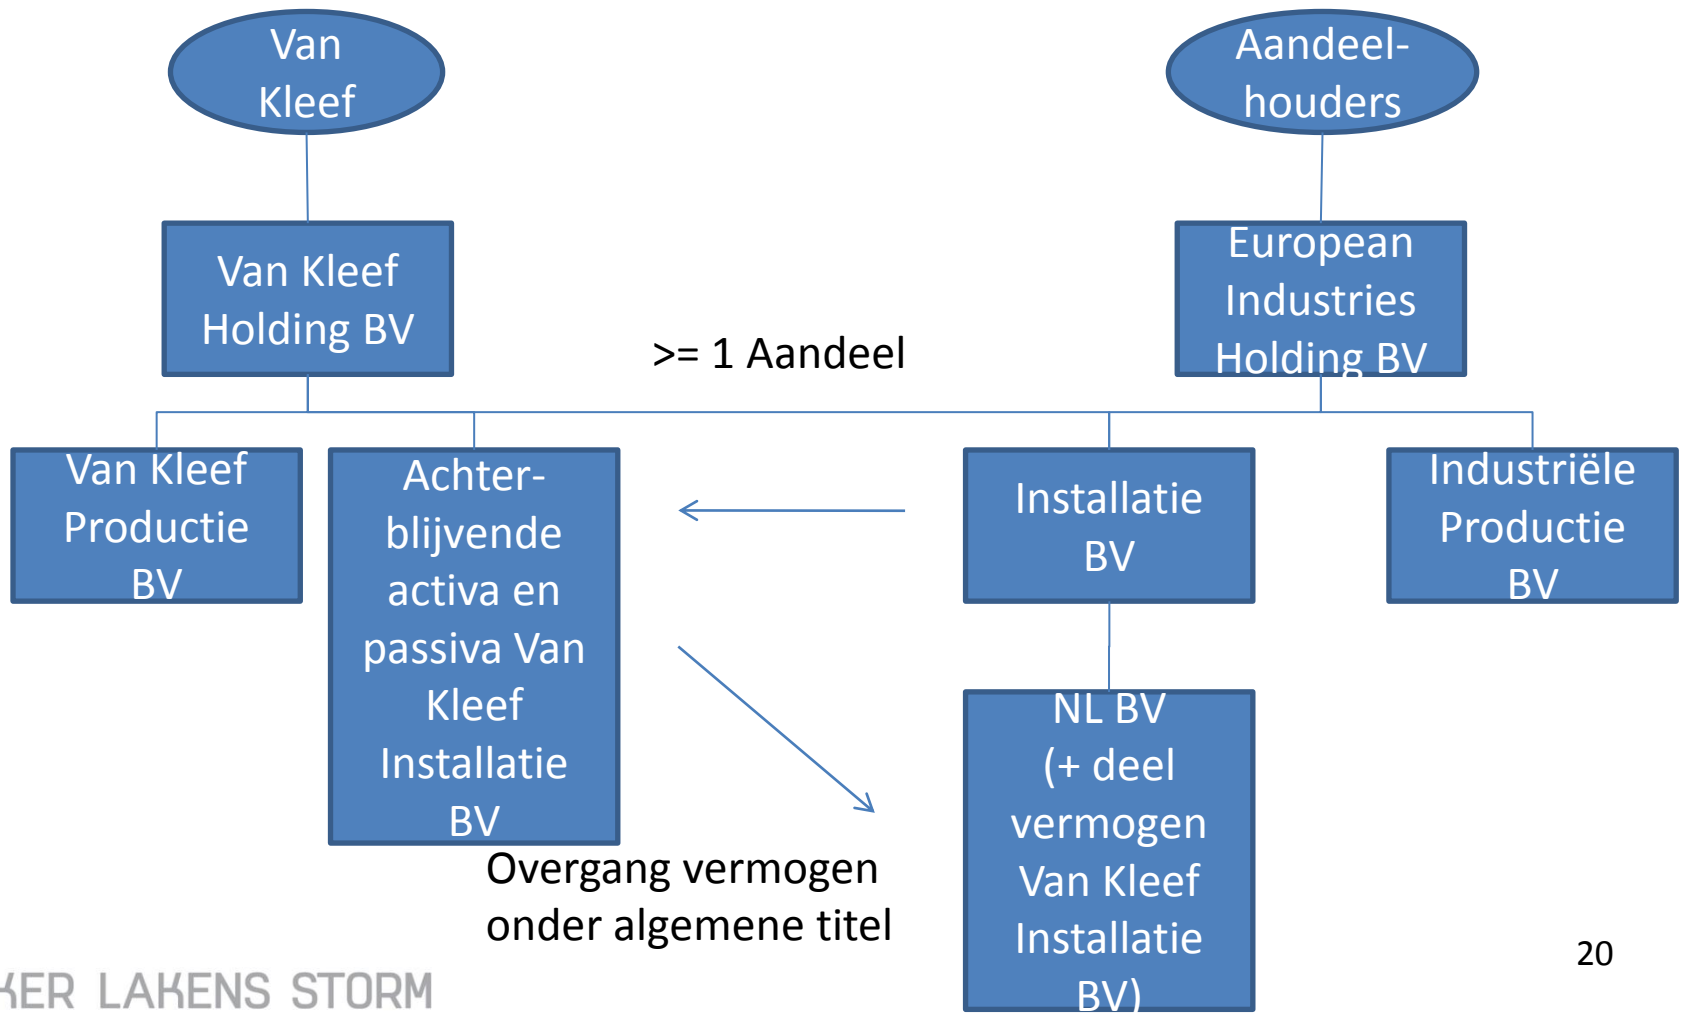 Van
Kleef
Aandeel-
houders
Van Kleef
Holding BV
European
Industries
Holding BV
>= 1 Aandeel
Van Kleef
Productie
BV
Achter-
blijvende
activa en
passiva Van
Kleef
Installatie
BV
Installatie
BV
Industriële
Productie
BV
NL BV
(+ deel
vermogen
Van Kleef
Installatie
BV)
Overgang vermogen
onder algemene titel
20
KER LAKENS STORM